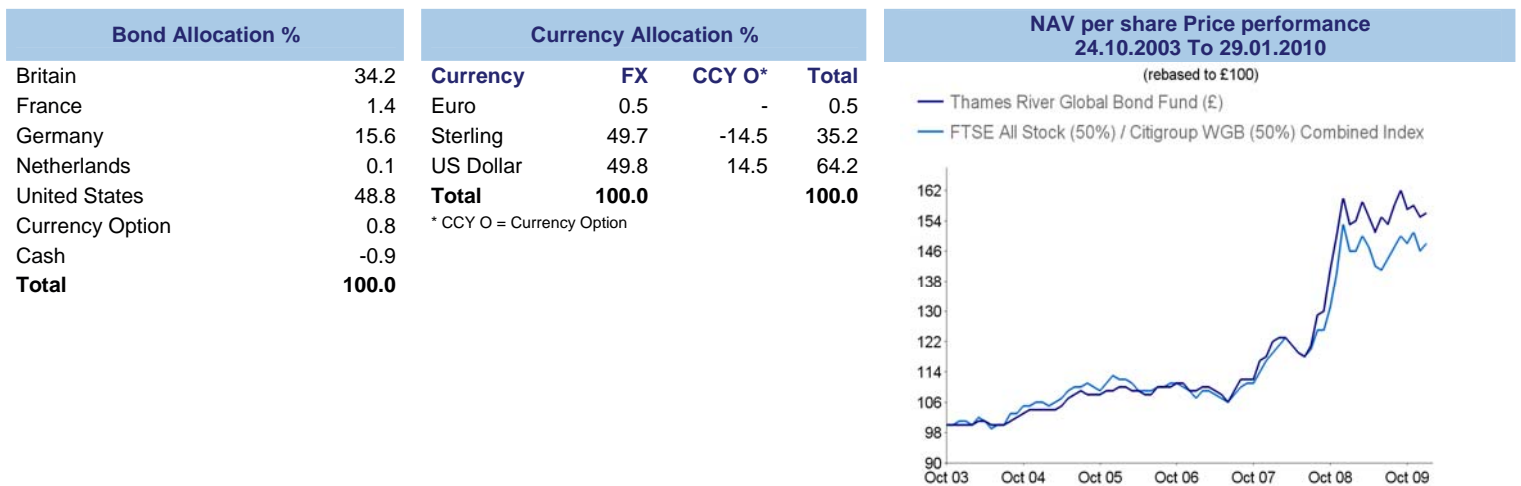 Bond Allocation %
Britain 34.2
France 1.4
Germany 15.6
Netherlands 0.1
United States 48.8
Currency Option 0.8
Cash -0.9
Total 100.0
Currency Allocation %
Currency FX CCY O* Total
Euro 0.5 - 0.5
Sterling 49.7 -14.5 35.2
US Dollar 49.8 14.5 64.2
Total 100.0 100.0
* CCY O = Currency Option
NAV per share Price performance
24.10.2003 To 29.01.2010
(rebased to £100)
Thames River Global Bond Fund (£)
FTSE All Stock (50%) / Citigroup WGB (50%) Combined Index
162
154
146
138
130
122
114
106
98
90
Oct 03 Oct 04 Oct 05 Oct 06 Oct 07 Oct 08 Oct 09